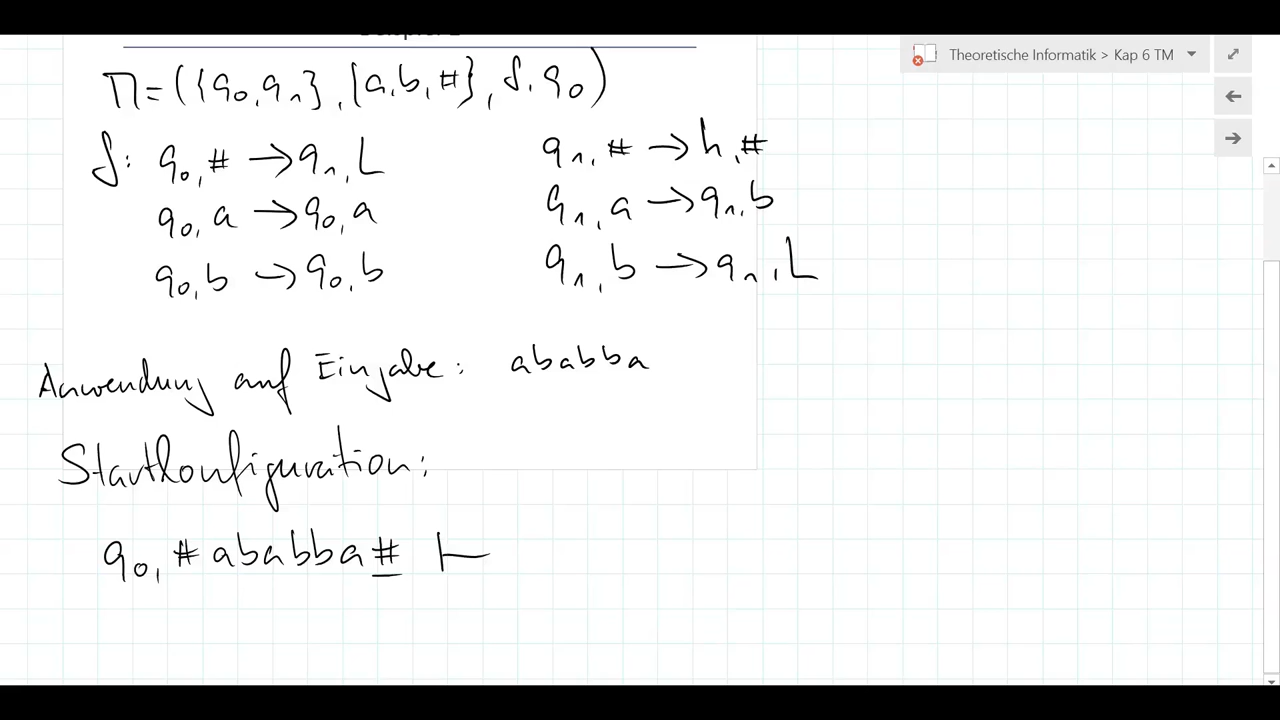 Theoretische Informatik > Kap 6 TM
M = ({q₀, q₁}, {a, b, #}, δ, q₀)
δ: q₀, # → q₁, L
q₁, # → h, #
q₀, a → q₀, a
q₁, a → q₁, b
q₀, b → q₀, b
q₁, b → q₁, L
Anwendung auf Eingabe: ababba
Startkonfiguration:
q₀, #ababba# ⊢